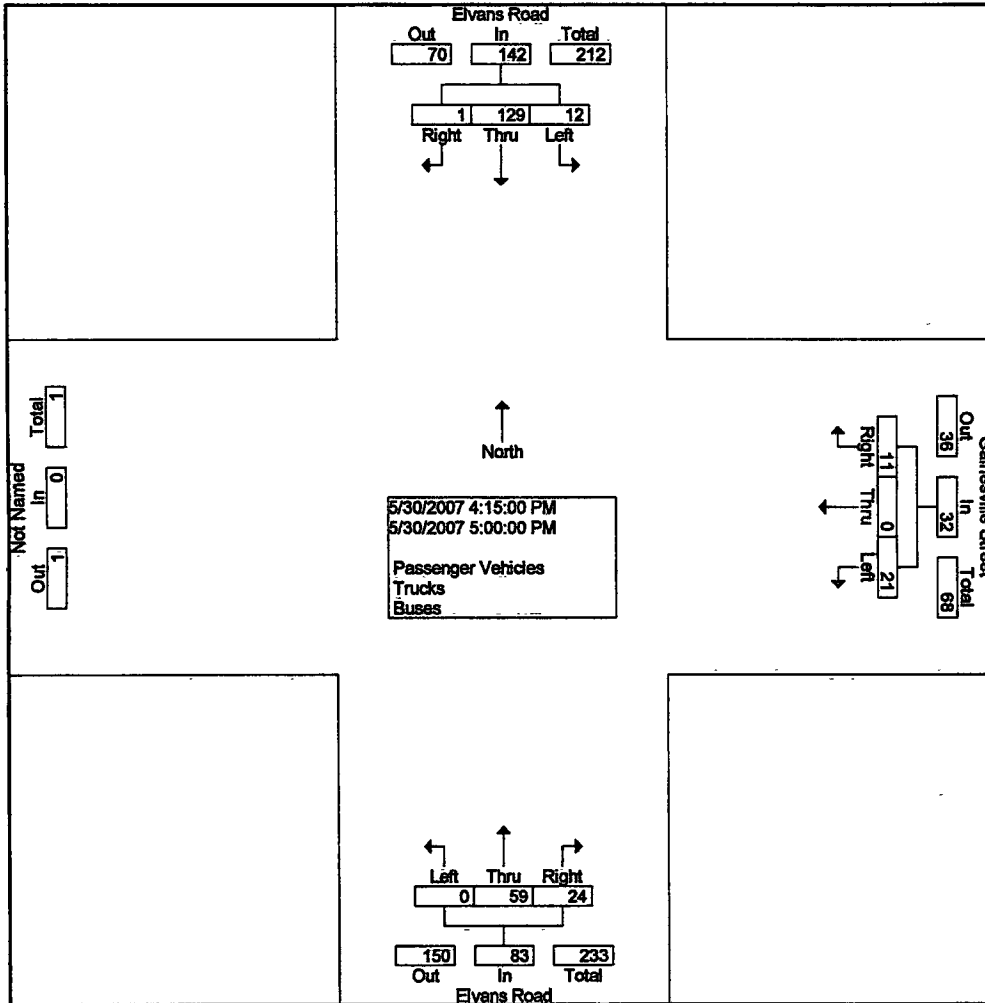 Elvans Road
Out In Total
70 142 212
1 129 12
Right Thru Left
Total 1
In 0
Out 1
Not Named
North
5/30/2007 4:15:00 PM
5/30/2007 5:00:00 PM
Passenger Vehicles
Trucks
Buses
Right Thru Left
11 0 21
Out In Total
36 32 68
Left Thru Right
0 59 24
150 83 233
Out In Total
Elvans Road